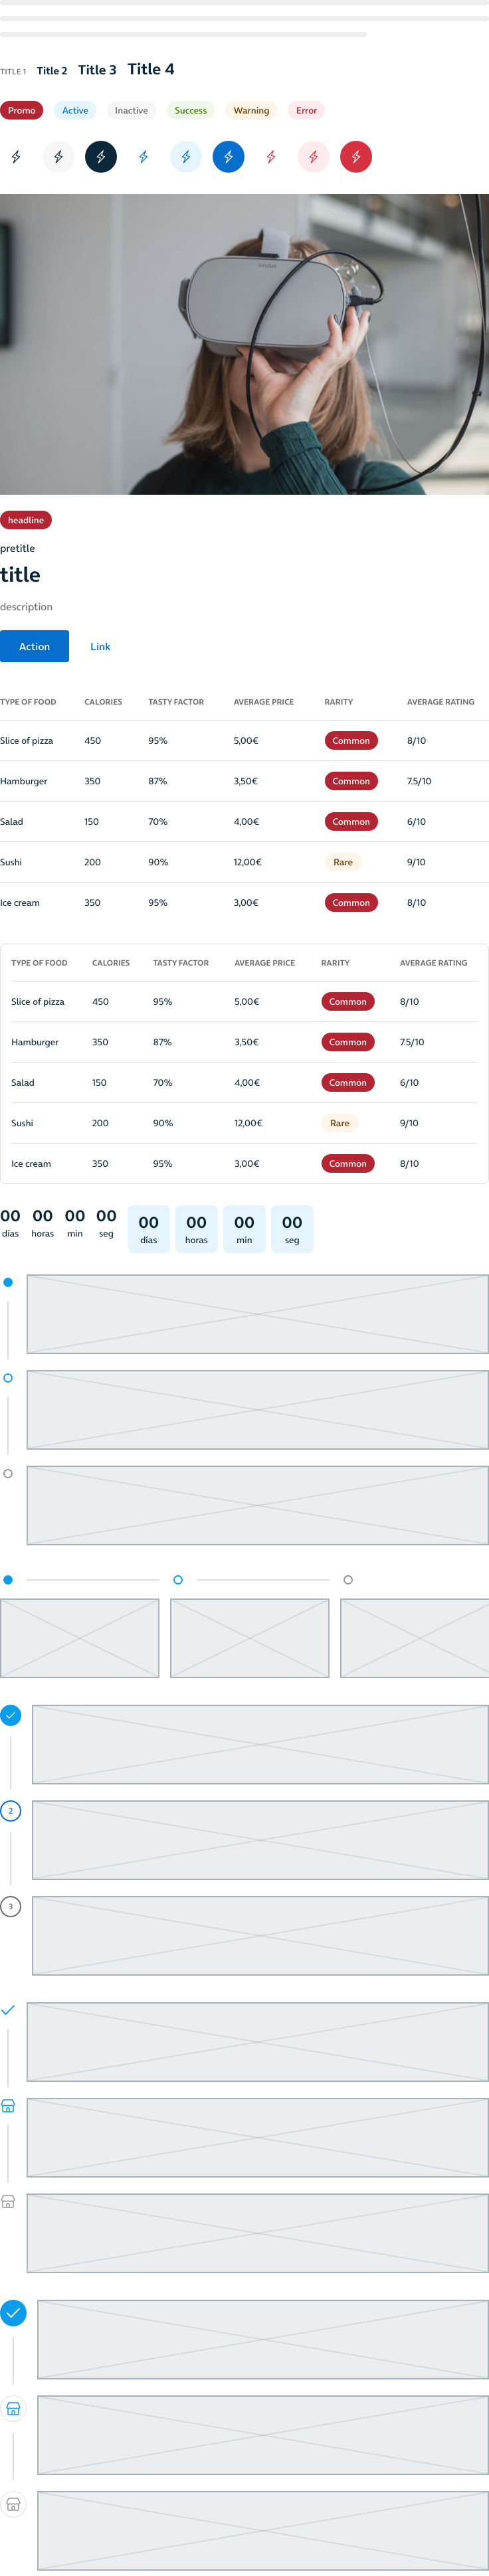 TITLE 1 Title 2 Title 3 Title 4
Promo Active Inactive Success Warning Error
oculus
headline
pretitle
title
description
Action Link
TYPE OF FOOD CALORIES TASTY FACTOR AVERAGE PRICE RARITY AVERAGE RATING
Slice of pizza 450 95% 5,00€ Common 8/10
Hamburger 350 87% 3,50€ Common 7.5/10
Salad 150 70% 4,00€ Common 6/10
Sushi 200 90% 12,00€ Rare 9/10
Ice cream 350 95% 3,00€ Common 8/10
TYPE OF FOOD CALORIES TASTY FACTOR AVERAGE PRICE RARITY AVERAGE RATING
Slice of pizza 450 95% 5,00€ Common 8/10
Hamburger 350 87% 3,50€ Common 7.5/10
Salad 150 70% 4,00€ Common 6/10
Sushi 200 90% 12,00€ Rare 9/10
Ice cream 350 95% 3,00€ Common 8/10
00 00 00 00 00 00 00 00
días horas min seg días horas min seg
2
3